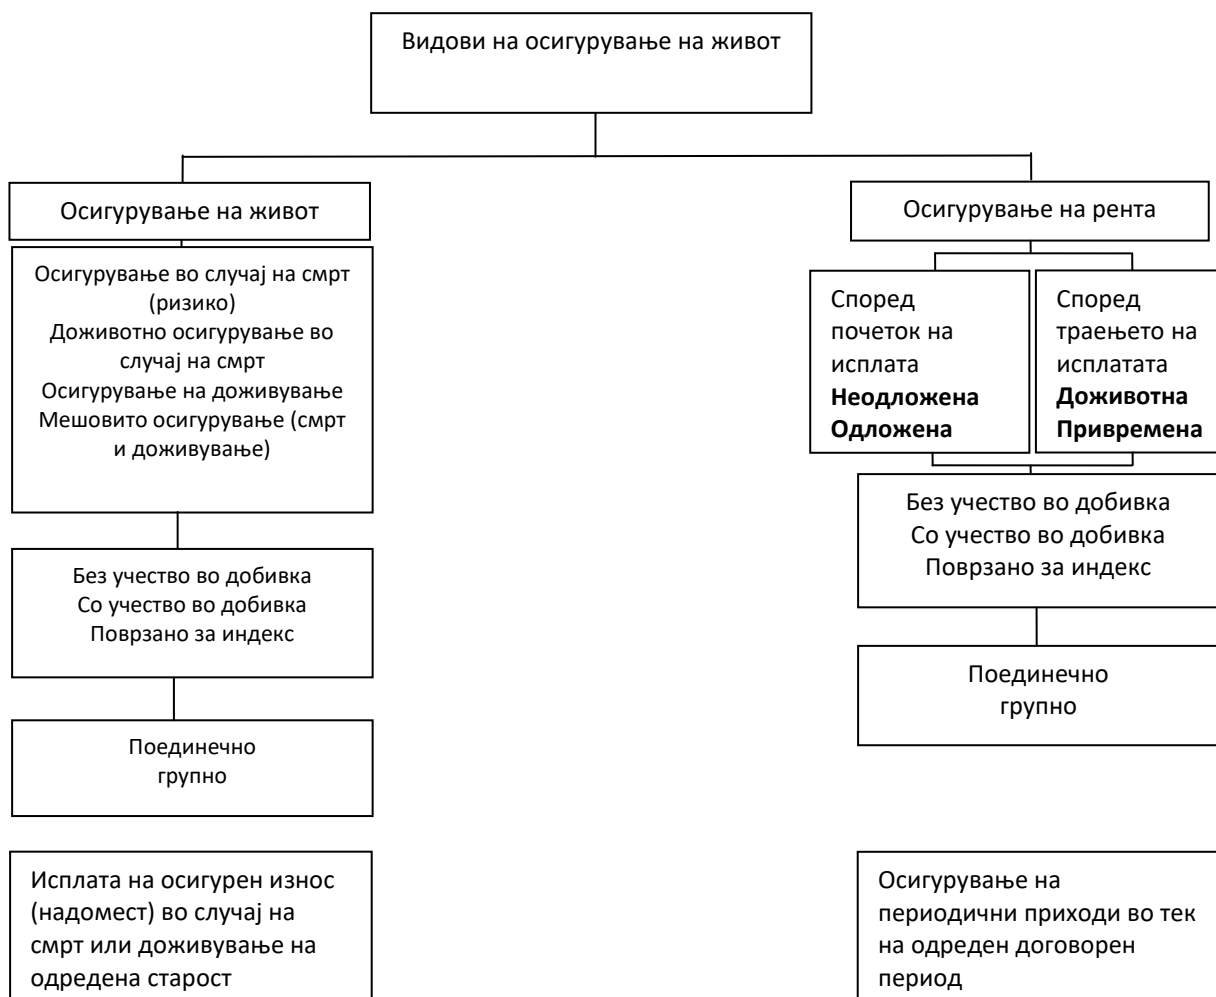 Видови на осигурување на живот
Осигурување на живот
Осигурување во случај на смрт
(ризико)
Доживотно осигурување во
случај на смрт
Осигурување на доживување
Мешовито осигурување (смрт
и доживување)
Без учество во добивка
Со учество во добивка
Поврзано за индекс
Поединечно
групно
Исплата на осигурен износ
(надомест) во случај на
смрт или доживување на
одредена старост
Осигурување на рента
Според
почеток на
исплата
Неодложена
Одложена
Според
траењето на
исплатата
Доживотна
Привремена
Без учество во добивка
Со учество во добивка
Поврзано за индекс
Поединечно
групно
Осигурување на
периодични приходи во тек
на одреден договорен
период